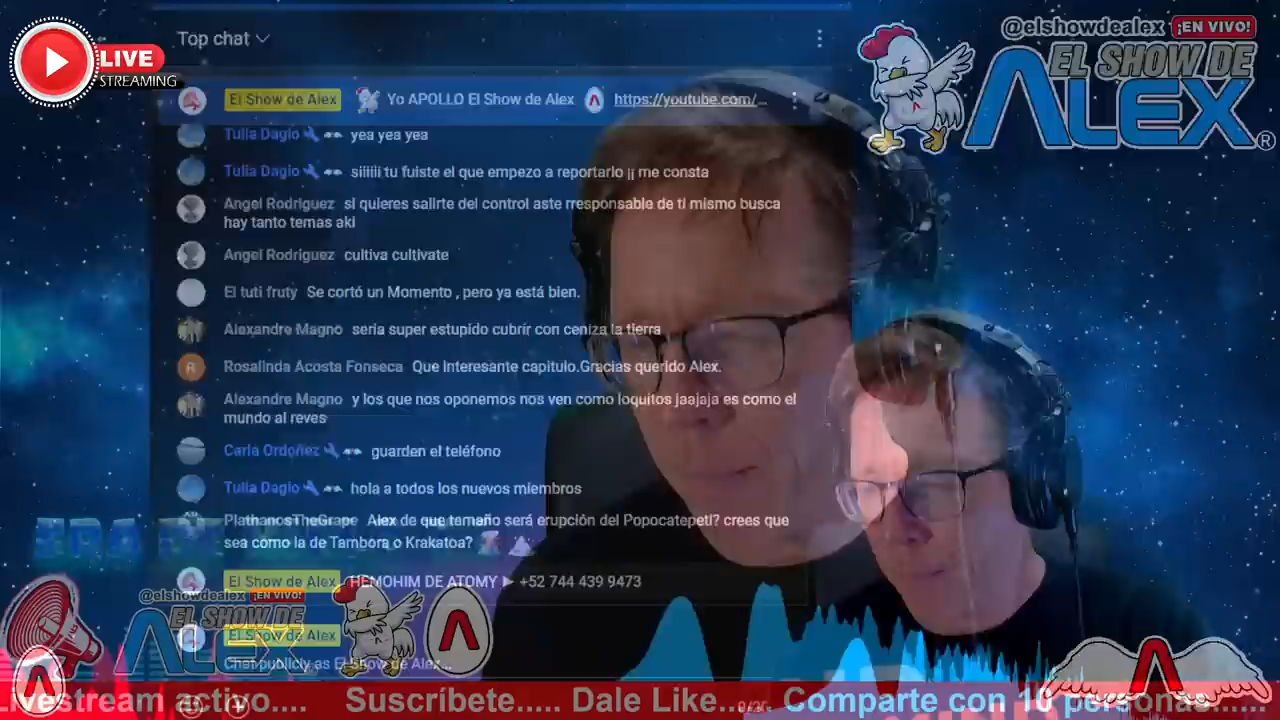 LIVE
STREAMING
Top chat
@elshowdealex ¡EN VIVO!
EL SHOW DE
ALEX®
El Show de Alex Yo APOLLO El Show de Alex https://youtube.com/...
Tulia Dagio yea yea yea
Tulia Dagio siiiiii tu fuiste el que empezo a reportarlo ¡¡ me consta
Angel Rodriguez si quieres salirte del control aste rresponsable de ti mismo busca
hay tanto temas aki
Angel Rodriguez cultiva cultivate
El tuti fruty Se cortó un Momento , pero ya está bien.
Alexandre Magno seria super estupido cubrir con ceniza la tierra
Rosalinda Acosta Fonseca Que Interesante capitulo.Gracias querido Alex.
Alexandre Magno y los que nos oponemos nos ven como loquitos jaajaja es como el
mundo al reves
Carla Ordoñez guarden el teléfono
Tulia Dagio hola a todos los nuevos miembros
PlathanosTheGrape Alex de que tamaño será erupción del Popocatepetl? crees que
sea como la de Tambora o Krakatoa?
ERA
El Show de Alex HEMOHIM DE ATOMY ► +52 744 439 9473
@elshowdealex ¡EN VIVO!
EL SHOW DE
ALEX
El Show de Alex
Chat publicly as El Show de Alex...
Livestream activo.... Suscríbete..... Dale Like... Comparte con 10 personas......